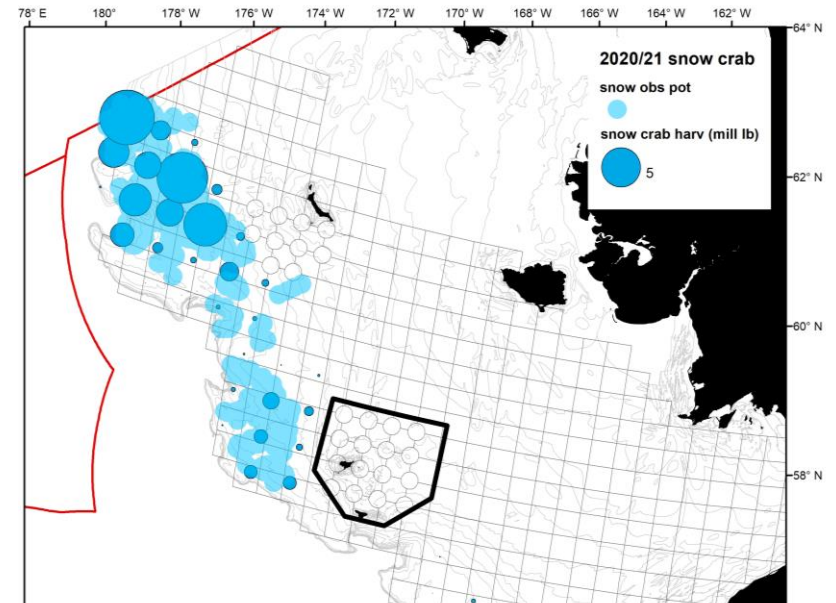 78° E 180° 178° W 176° W 174° W 172° W 170° W 168° W 166° W 164° W 162° W
64° N
2020/21 snow crab
snow obs pot
snow crab harv (mill lb)
5
62° N
60° N
58° N